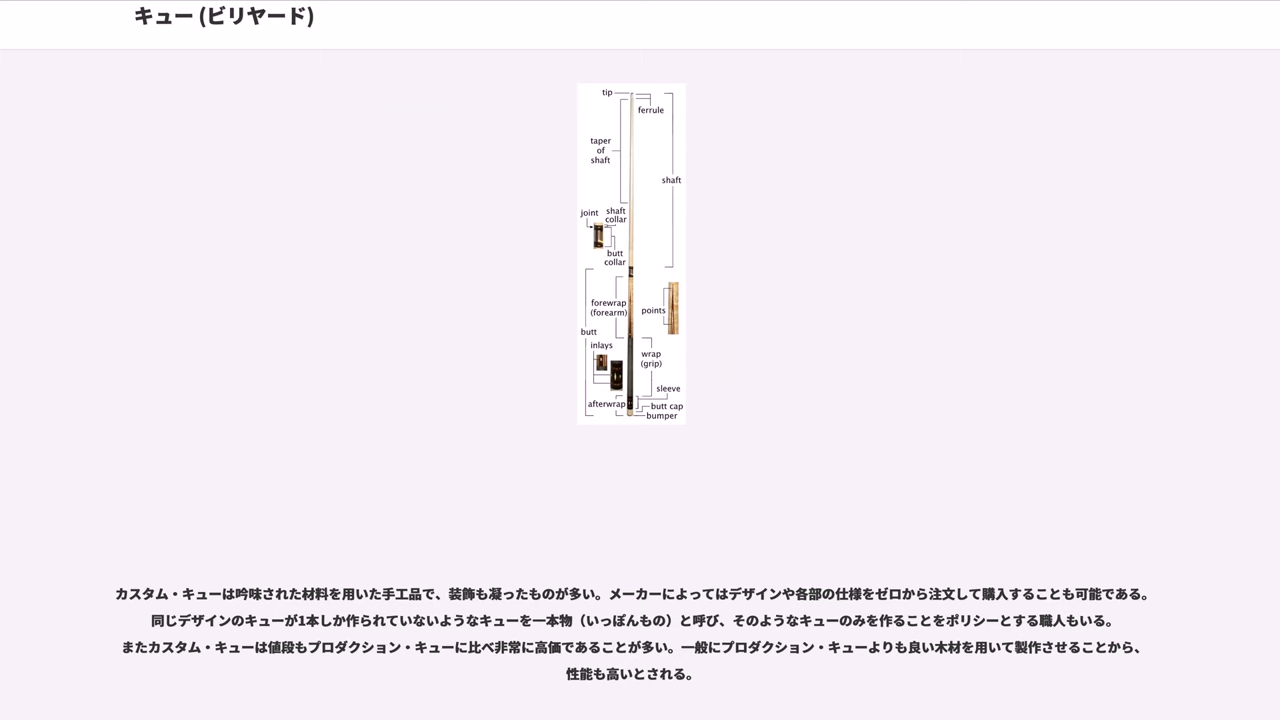 キュー (ビリヤード)
tip
ferrule
taper
of
shaft
shaft
joint
shaft
collar
butt
collar
forewrap
(forearm)
points
butt
inlays
wrap
(grip)
sleeve
afterwrap
butt cap
bumper
カスタム・キューは吟味された材料を用いた手工品で、装飾も凝ったものが多い。メーカーによってはデザインや各部の仕様をゼロから注文して購入することも可能である。
同じデザインのキューが1本しか作られていないようなキューを一本物（いっぽんもの）と呼び、そのようなキューのみを作ることをポリシーとする職人もいる。
またカスタム・キューは値段もプロダクション・キューに比べ非常に高価であることが多い。一般にプロダクション・キューよりも良い木材を用いて製作させることから、
性能も高いとされる。